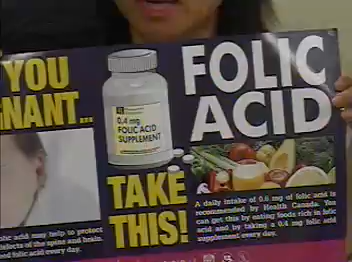 YOU
NANT...
0.4 mg
FOLIC ACID
SUPPLEMENT
FOLIC
ACID
TAKE
THIS!
A daily intake of 0.6 mg of folic acid is
recommended by Health Canada. You
can get this by eating foods rich in folic
acid and by taking a 0.4 mg folic acid
supplement every day.
olic acid may help to protect
defects of the spine and brain.
need folic acid every day.